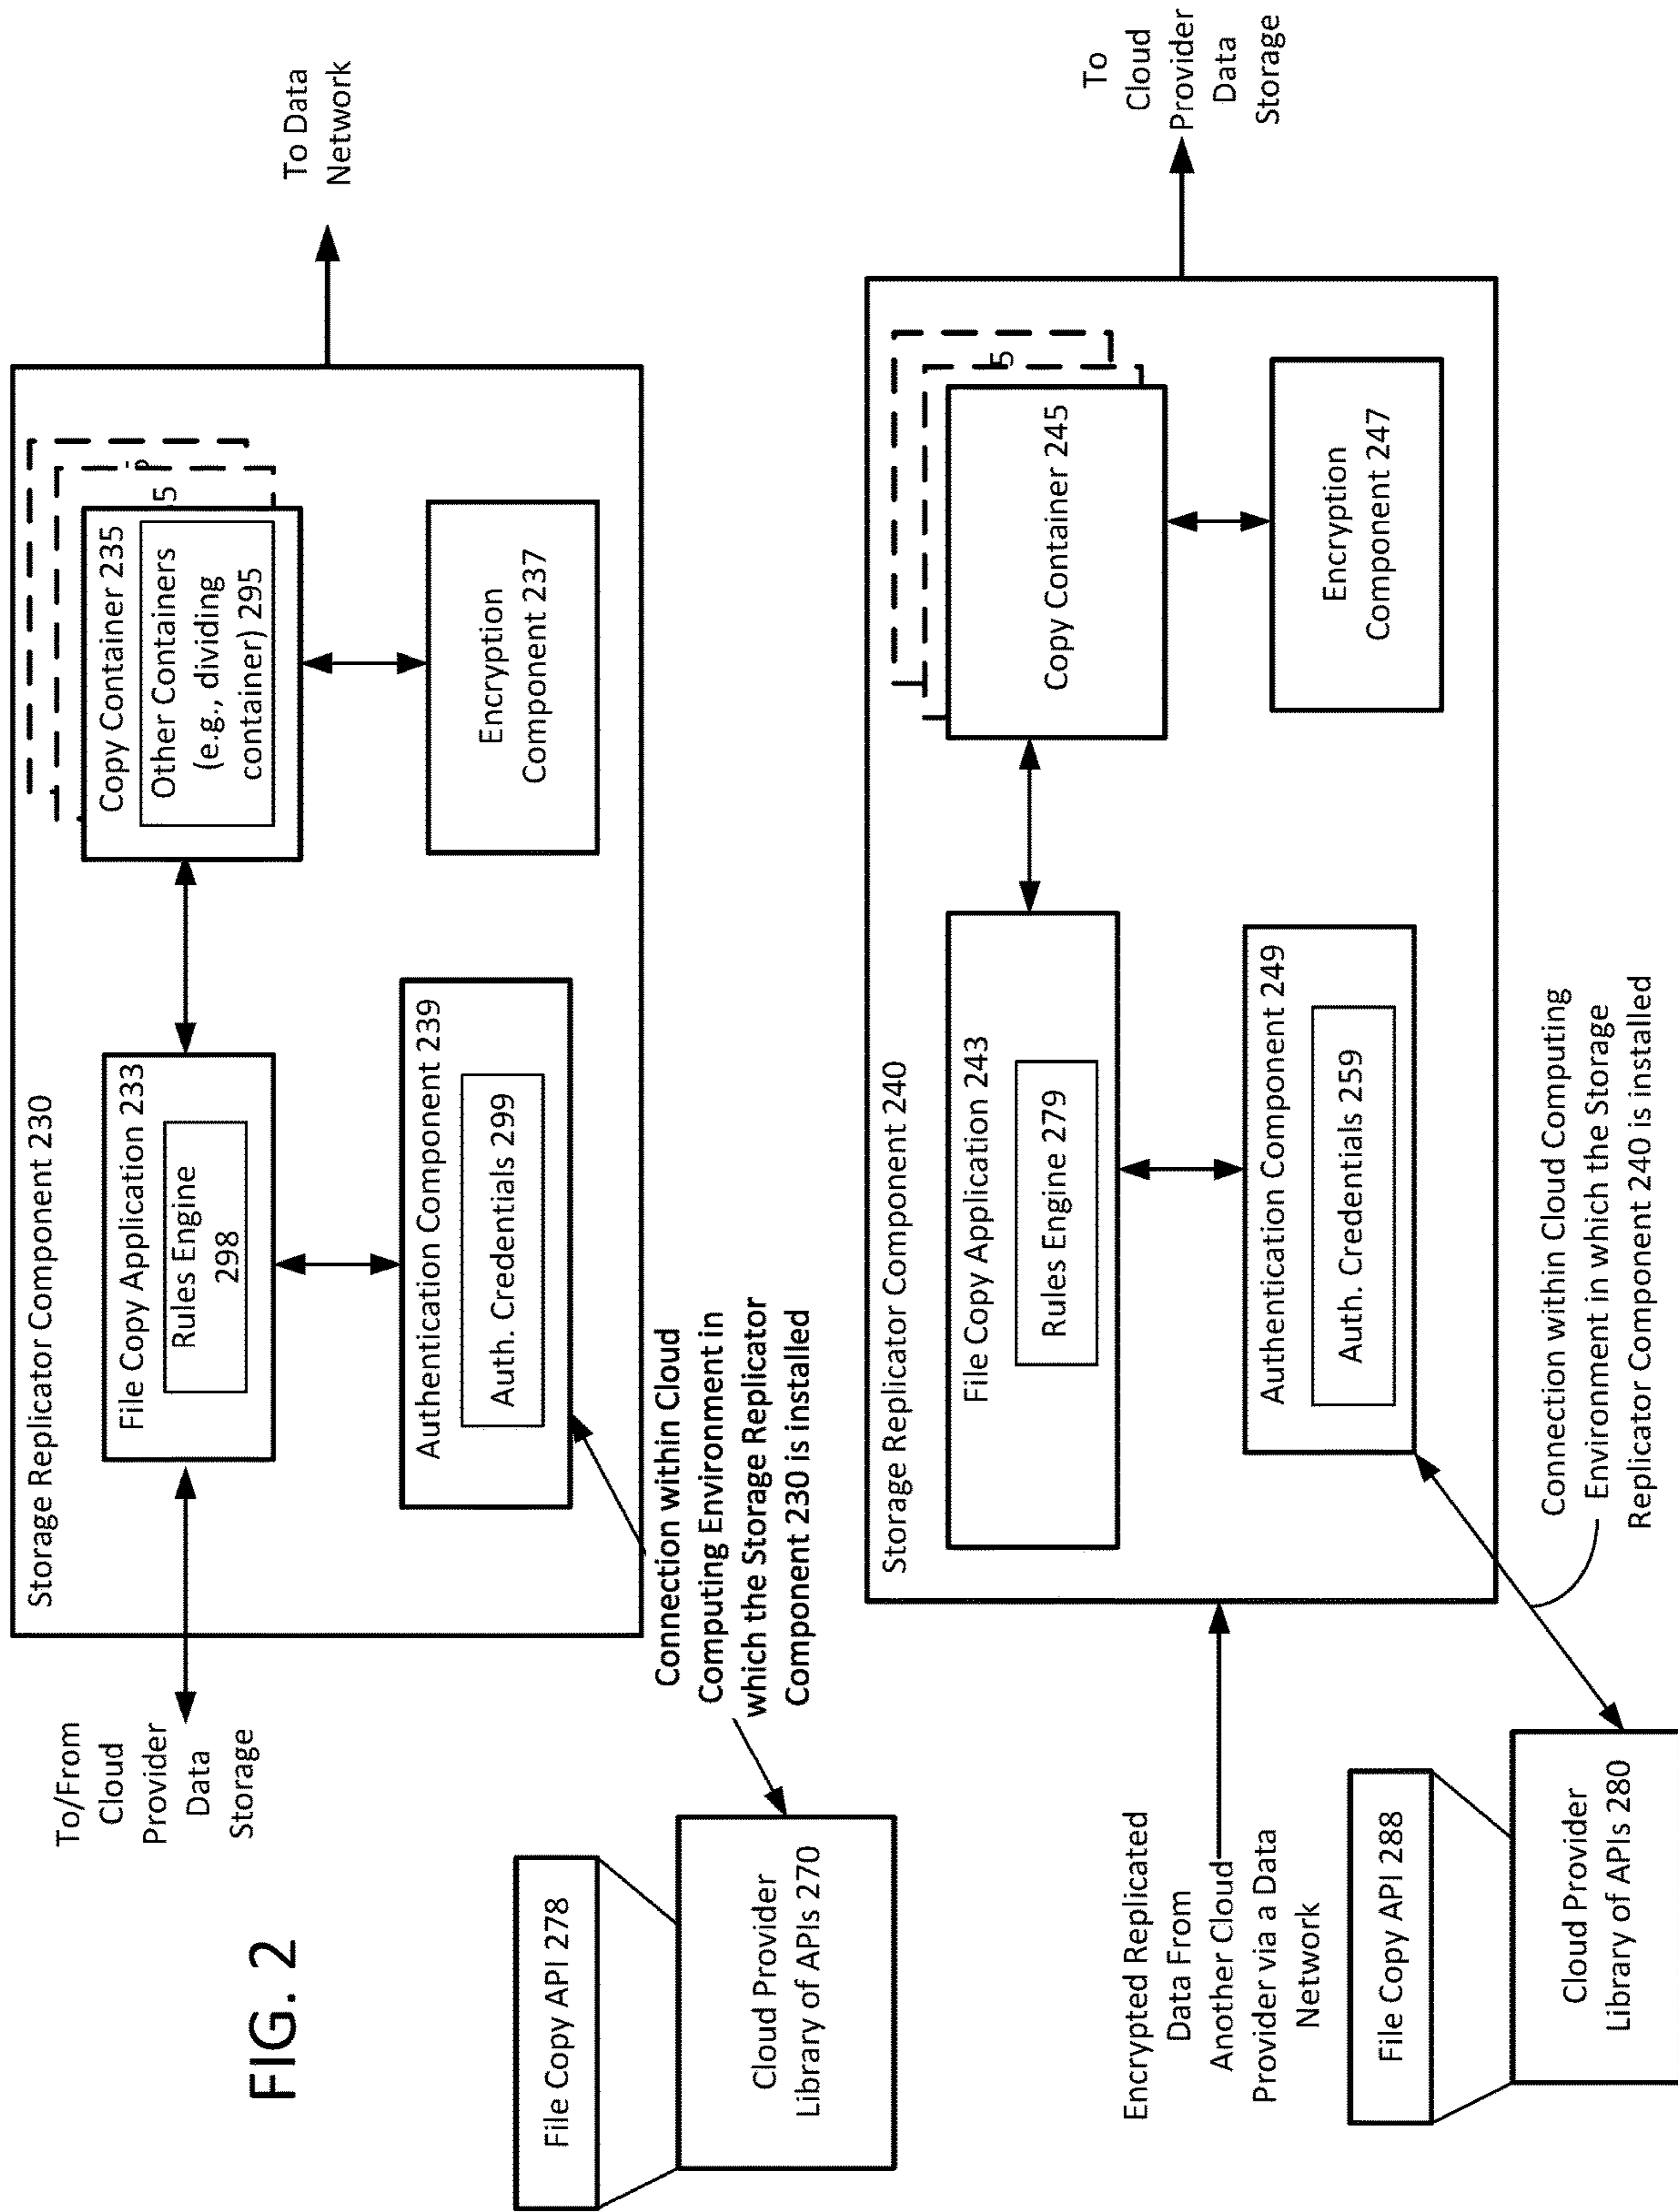 FIG. 2
To/From
Cloud
Provider
Data
Storage
Storage Replicator Component 230
File Copy Application 233
Rules Engine
298
Copy Container 235
Other Containers
(e.g., dividing
container) 295
5
Authentication Component 239
Auth. Credentials 299
Encryption
Component 237
To Data
Network
File Copy API 278
Cloud Provider
Library of APIs 270
Connection within Cloud
Computing Environment in
which the Storage Replicator
Component 230 is installed
Encrypted Replicated
Data From
Another Cloud
Provider via a Data
Network
Storage Replicator Component 240
File Copy Application 243
Rules Engine 279
Copy Container 245
5
Authentication Component 249
Auth. Credentials 259
Encryption
Component 247
To
Cloud
Provider
Data
Storage
File Copy API 288
Cloud Provider
Library of APIs 280
Connection within Cloud Computing
Environment in which the Storage
Replicator Component 240 is installed